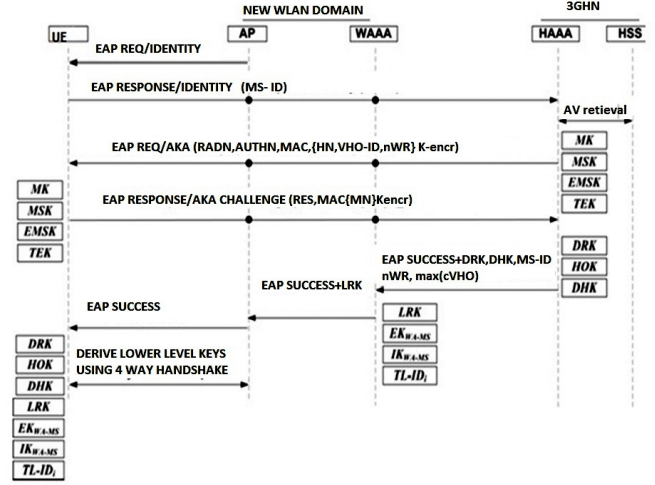 NEW WLAN DOMAIN
3GHN
UE
AP
WAAA
HAAA
HSS
EAP REQ/IDENTITY
EAP RESPONSE/IDENTITY (MS- ID)
AV retieval
EAP REQ/AKA (RADN,AUTHN,MAC,{HN,VHO-ID,nWR} K-encr)
MK
MSK
EMSK
TEK
MK
MSK
EMSK
TEK
EAP RESPONSE/AKA CHALLENGE (RES,MAC{MN}Kencr)
DRK
HOK
DHK
EAP SUCCESS+DRK,DHK,MS-ID
nWR, max(cVHO)
EAP SUCCESS+LRK
EAP SUCCESS
LRK
EKWA-MS
IKWA-MS
TL-IDi
DERIVE LOWER LEVEL KEYS
USING 4 WAY HANDSHAKE
DRK
HOK
DHK
LRK
EKWA-MS
IKWA-MS
TL-IDi